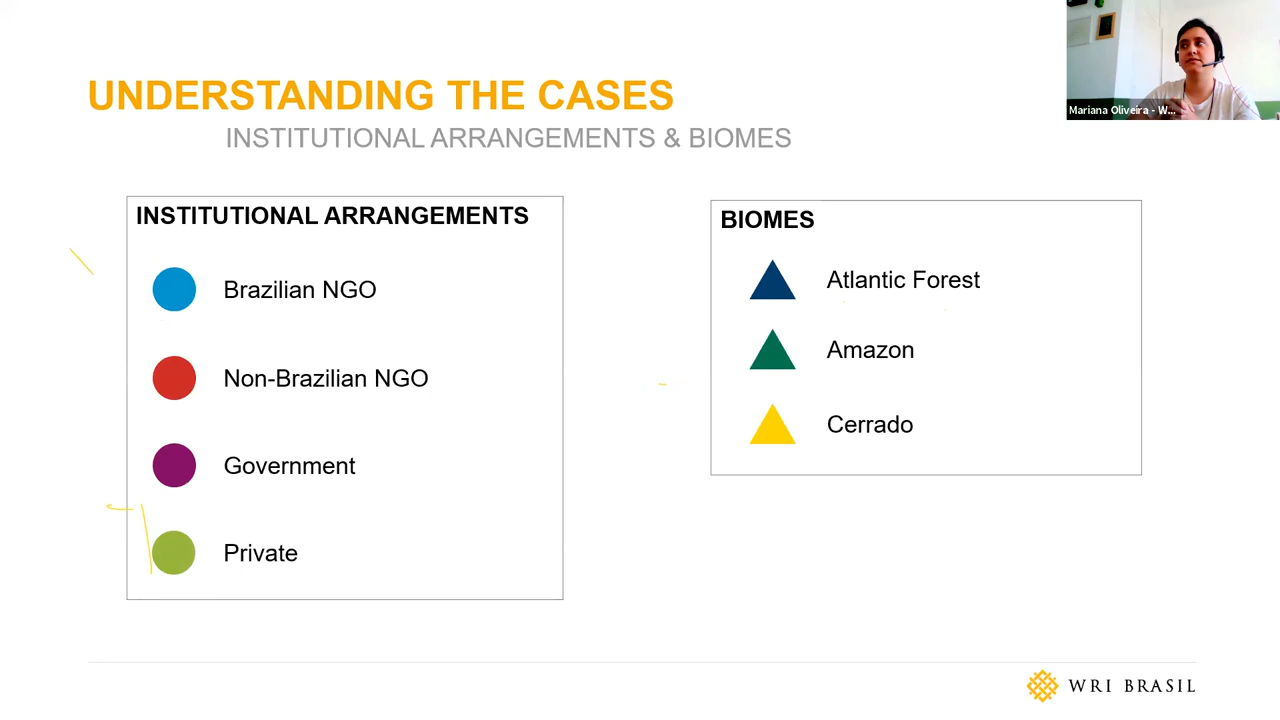 UNDERSTANDING THE CASES
INSTITUTIONAL ARRANGEMENTS & BIOMES
Mariana Oliveira - W...
INSTITUTIONAL ARRANGEMENTS
Brazilian NGO
Non-Brazilian NGO
Government
Private
BIOMES
Atlantic Forest
Amazon
Cerrado
WRI BRASIL